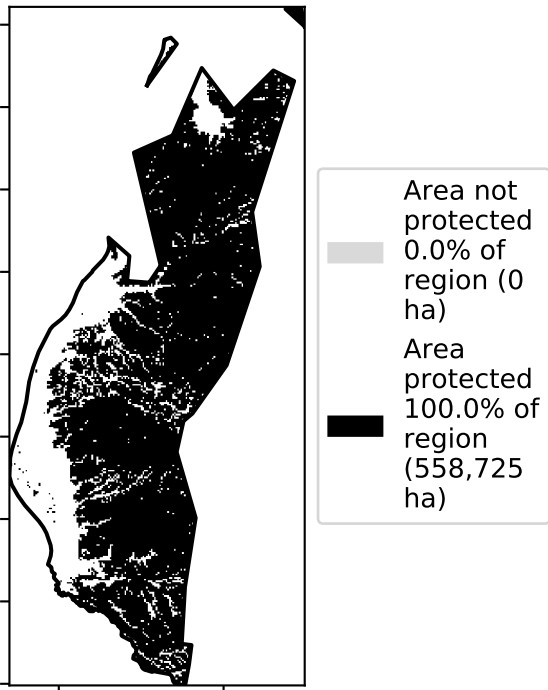 Area not
protected
0.0% of
region (0
ha)
Area
protected
100.0% of
region
(558,725
ha)